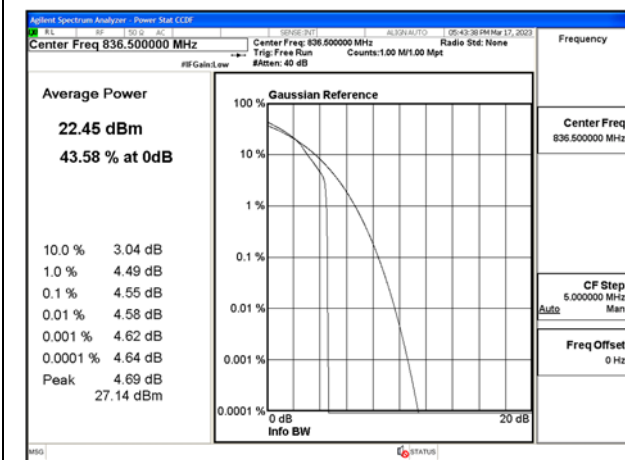 Agilent Spectrum Analyzer - Power Stat CCDF
RL RF 50 Ω AC SENSE:INT ALIGN AUTO 05:43:38 PM Mar 17, 2023
Center Freq 836.500000 MHz
Center Freq: 836.500000 MHz Radio Std: None
Trig: Free Run Counts:1.00 M/1.00 Mpt
#IFGain:Low #Atten: 40 dB
Frequency
Average Power
22.45 dBm
43.58 % at 0dB
10.0 % 3.04 dB
1.0 % 4.49 dB
0.1 % 4.55 dB
0.01 % 4.58 dB
0.001 % 4.62 dB
0.0001 % 4.64 dB
Peak 4.69 dB
27.14 dBm
Gaussian Reference
100 %
10 %
1 %
0.1 %
0.01 %
0.001 %
0.0001 %
0 dB 20 dB
Info BW
Center Freq
836.500000 MHz
CF Step
5.000000 MHz
Auto Man
Freq Offset
0 Hz
MSG STATUS